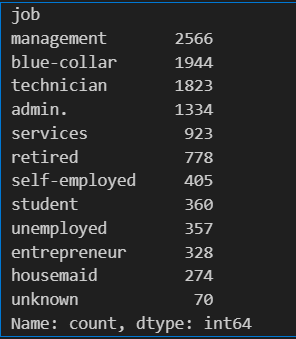 job
management 2566
blue-collar 1944
technician 1823
admin. 1334
services 923
retired 778
self-employed 405
student 360
unemployed 357
entrepreneur 328
housemaid 274
unknown 70
Name: count, dtype: int64